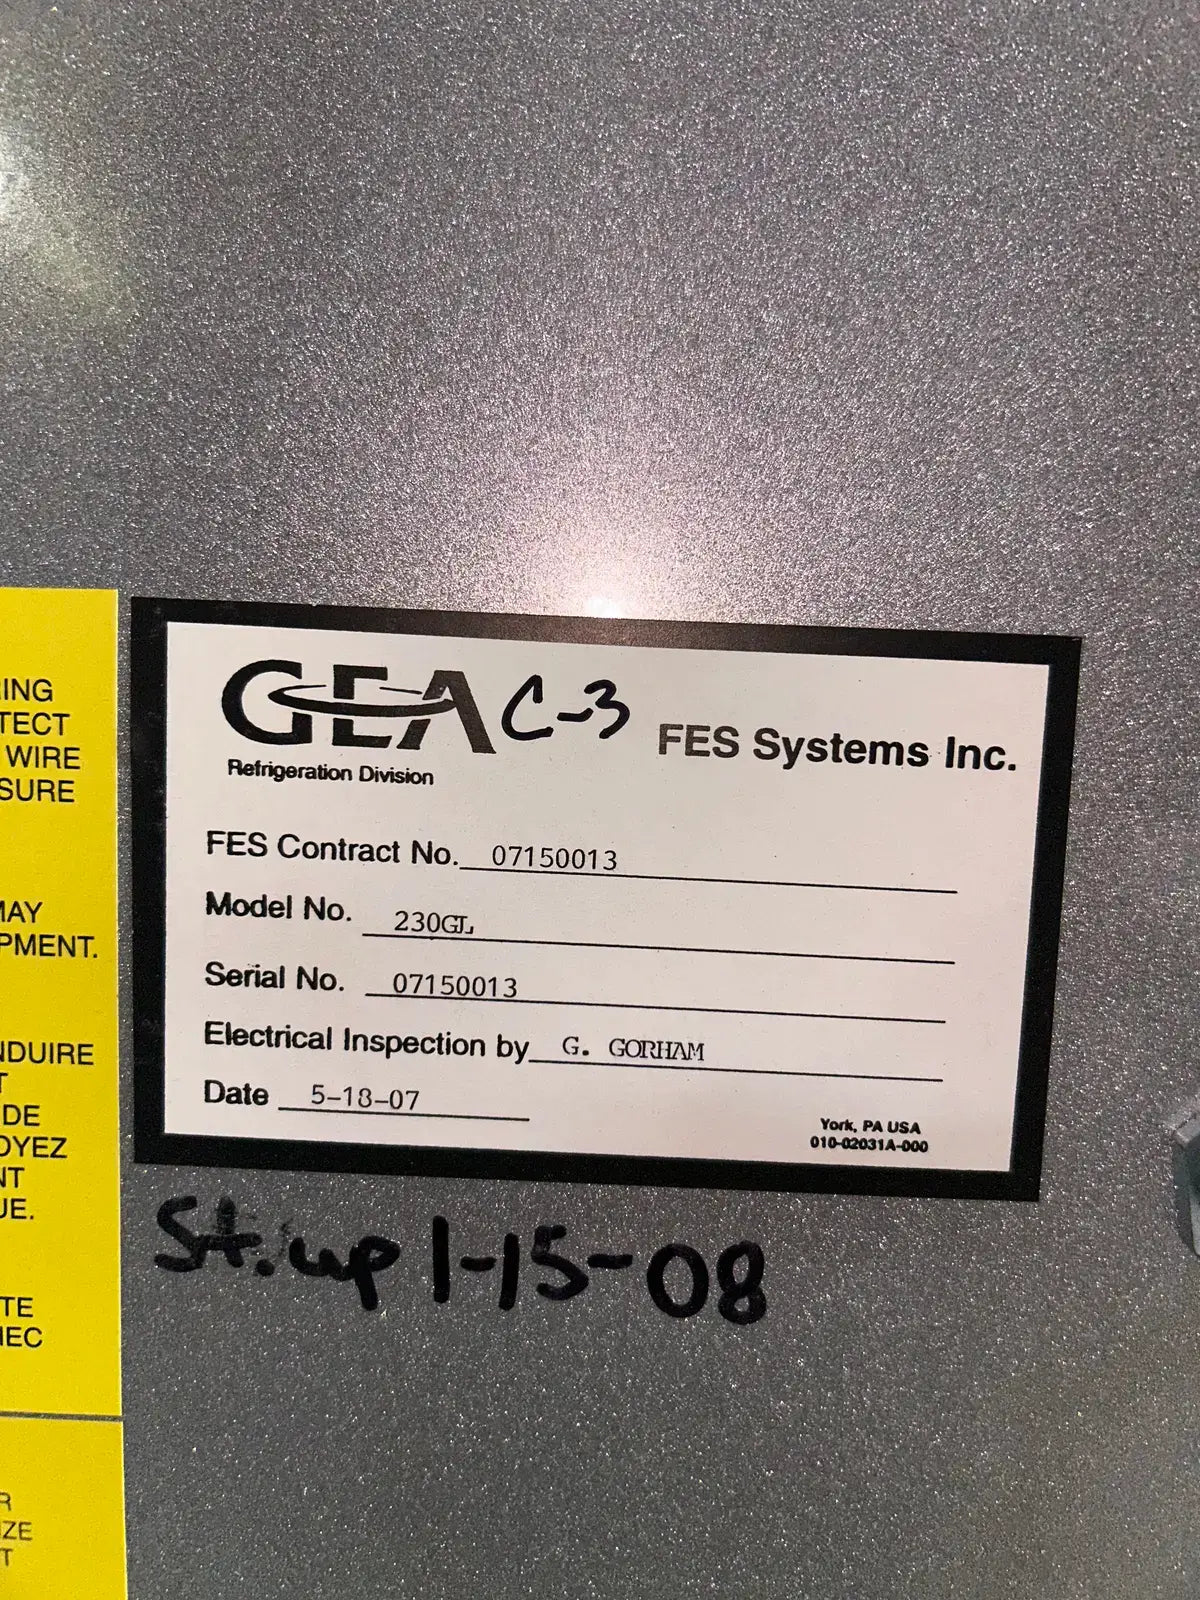 ING
TECT
WIRE
SURE
MAY
PMENT.
NDUIRE
T
DE
OYEZ
NT
UE.
TE
NEC
R
ZE
T
GEA C-3 FES Systems Inc.
Refrigeration Division
FES Contract No. 07150013
Model No. 230GL
Serial No. 07150013
Electrical Inspection by G. GORHAM
Date 5-18-07
York, PA USA
010-02031A-000
St.up 1-15-08